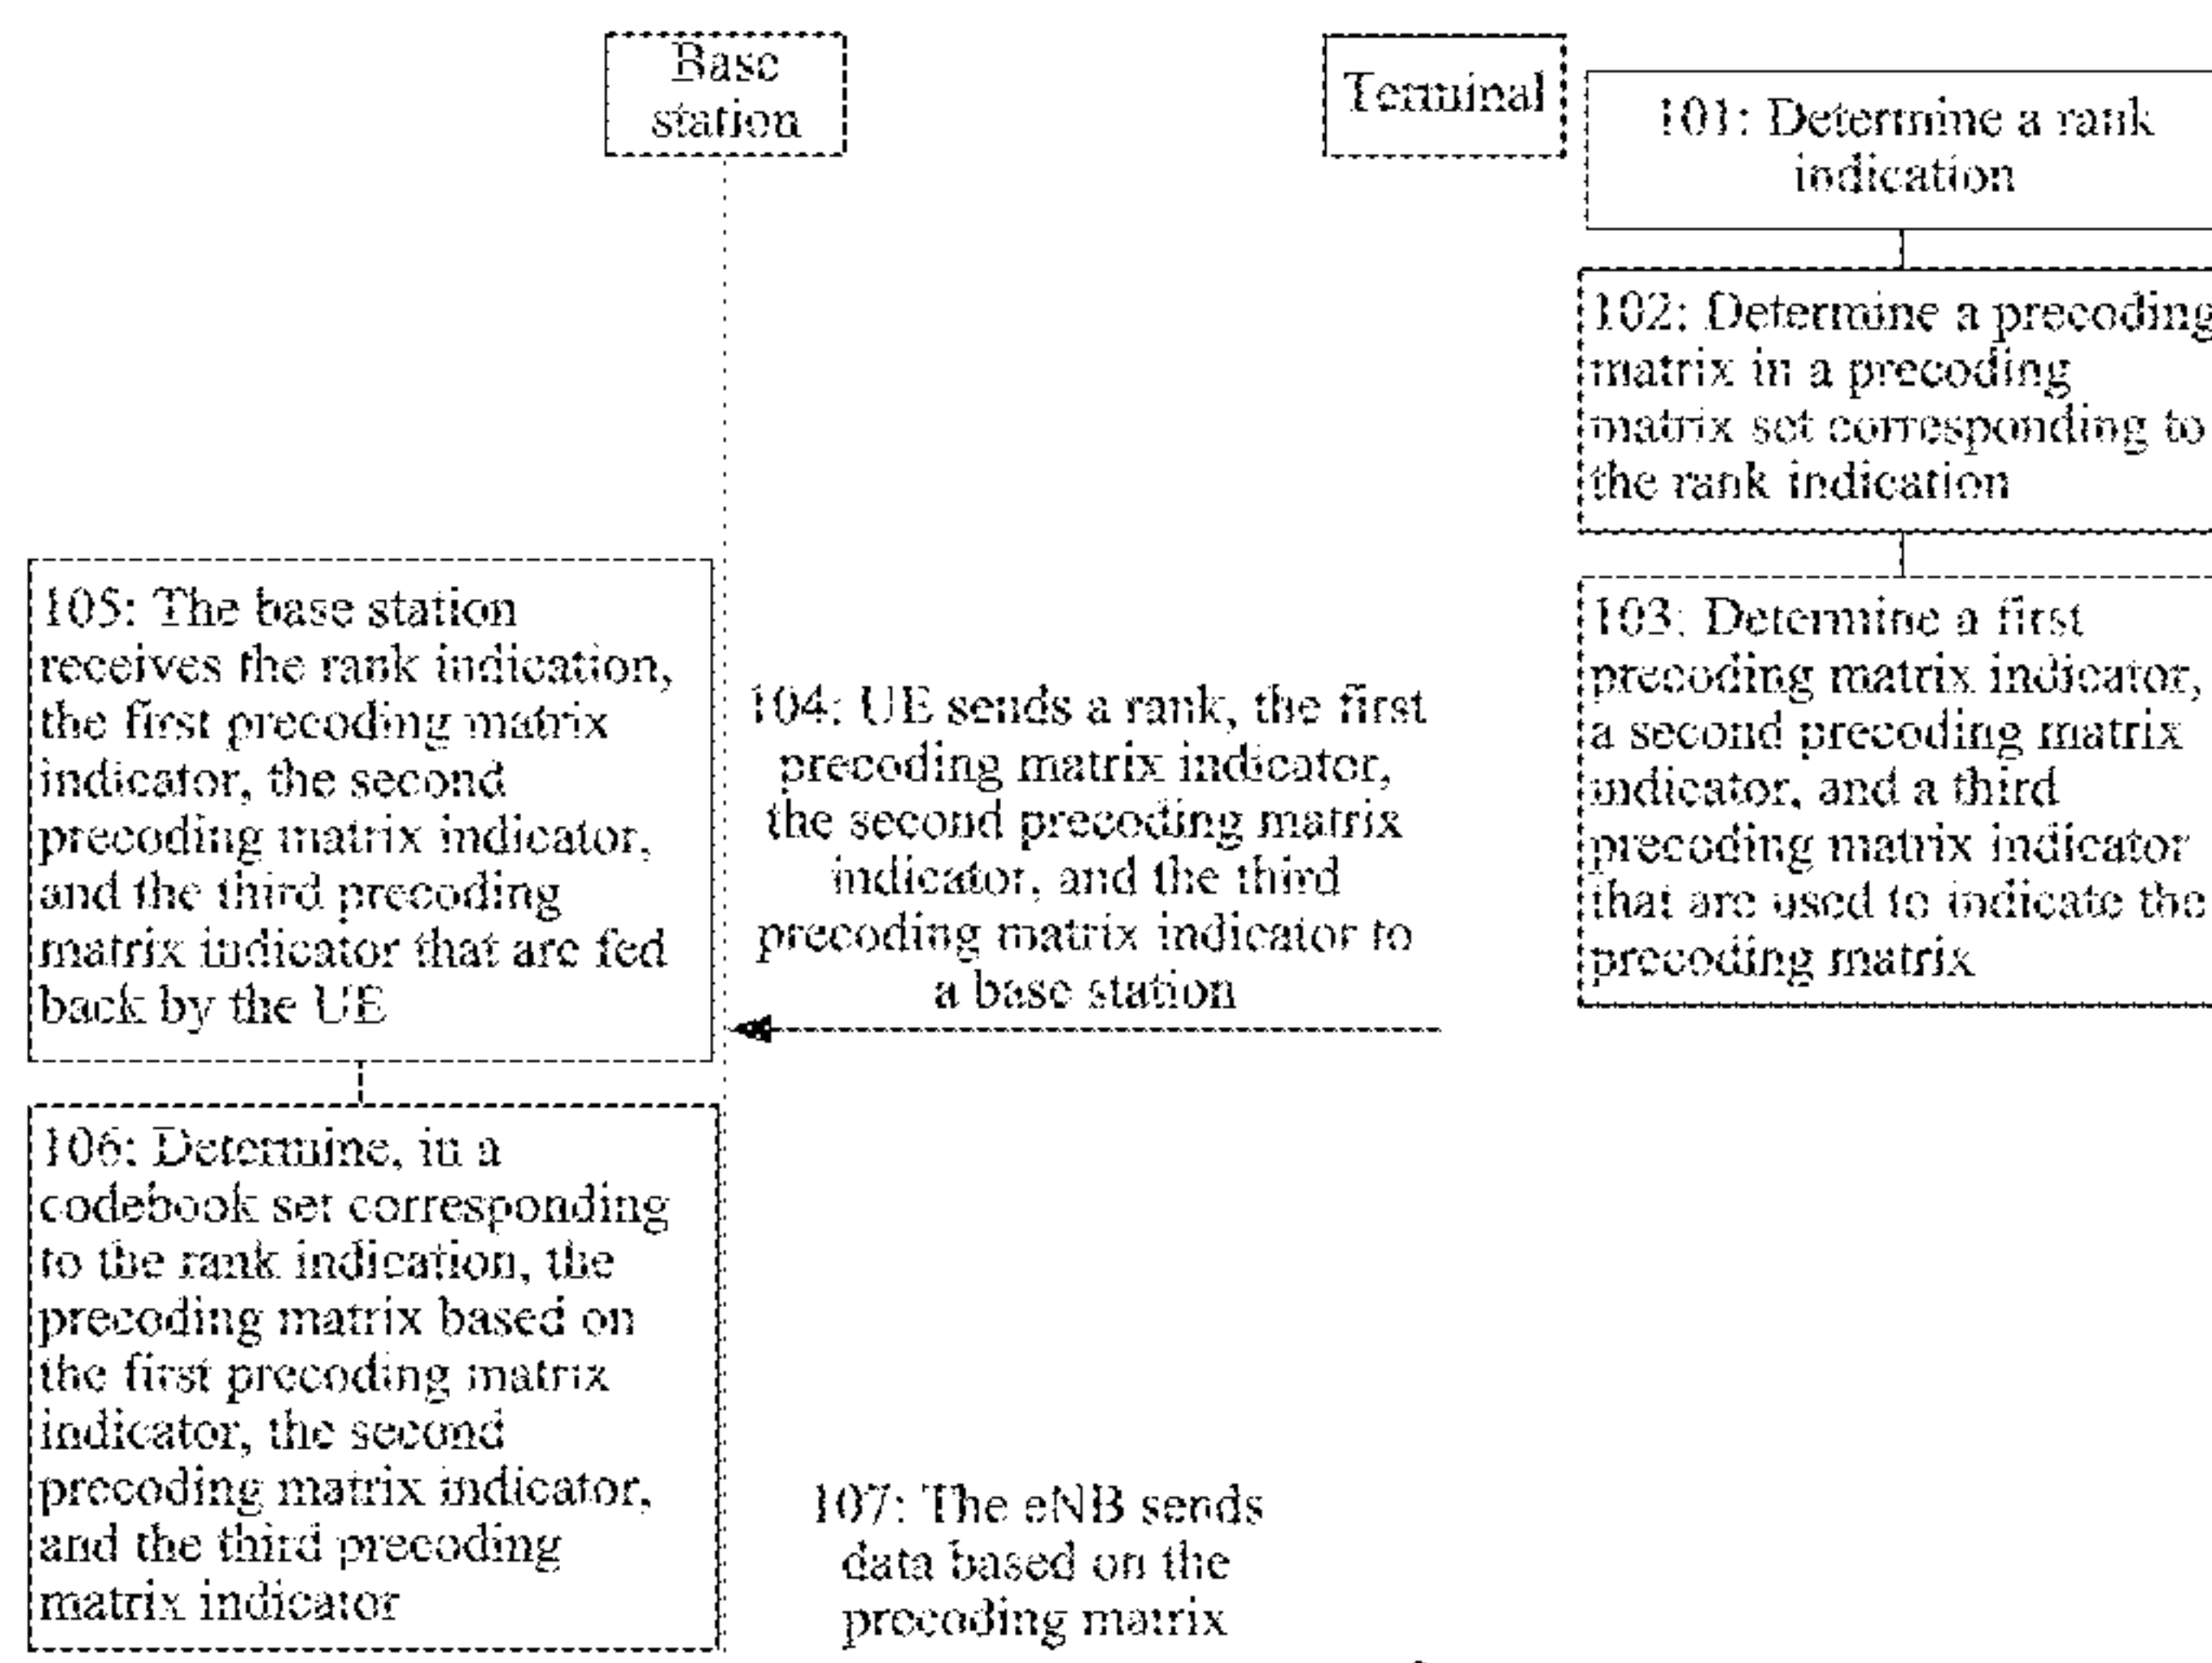 Base
station
Terminal
101: Determine a rank
indication
102: Determine a precoding
matrix in a precoding
matrix set corresponding to
the rank indication
103: Determine a first
precoding matrix indicator,
a second precoding matrix
indicator, and a third
precoding matrix indicator
that are used to indicate the
precoding matrix
104: UE sends a rank, the first
precoding matrix indicator,
the second precoding matrix
indicator, and the third
precoding matrix indicator to
a base station
105: The base station
receives the rank indication,
the first precoding matrix
indicator, the second
precoding matrix indicator,
and the third precoding
matrix indicator that are fed
back by the UE
106: Determine, in a
codebook set corresponding
to the rank indication, the
precoding matrix based on
the first precoding matrix
indicator, the second
precoding matrix indicator,
and the third precoding
matrix indicator
107: The eNB sends
data based on the
precoding matrix